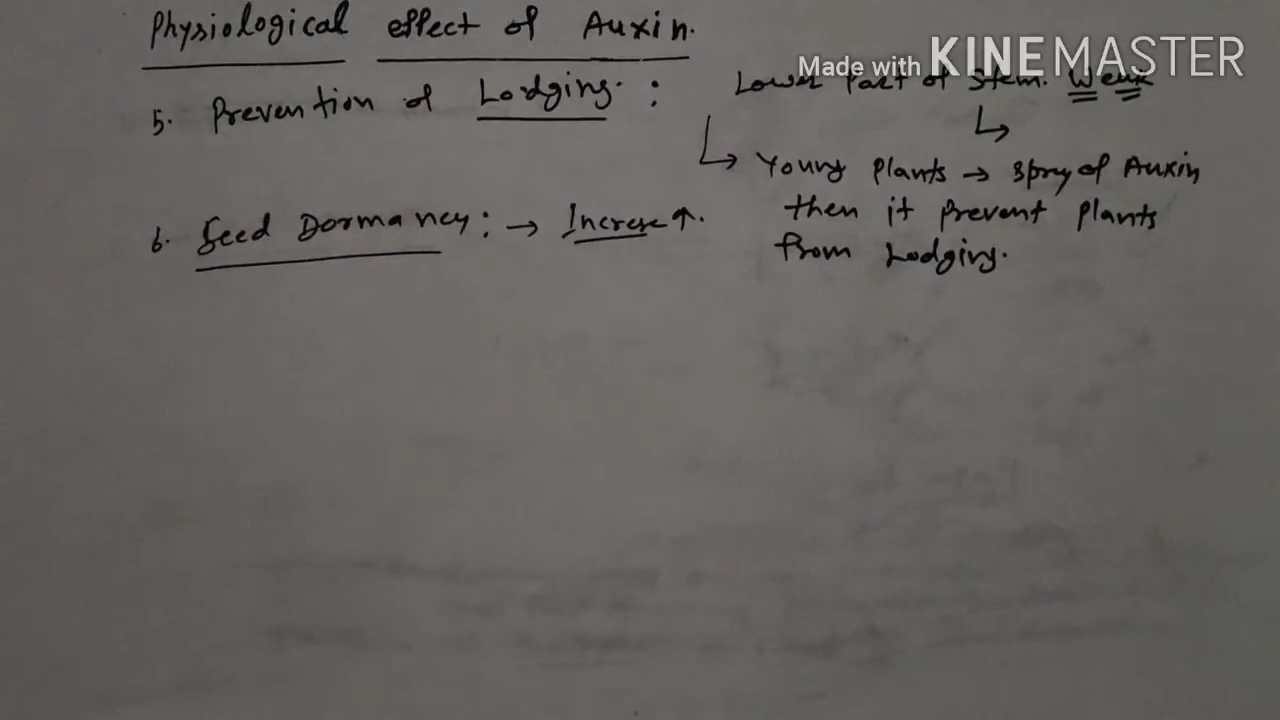 Physiological effect of Auxin.
Made with KINEMASTER
5. Prevention of Lodging. : Lower Part of Stem. Weak
Young Plants → Spray of Auxin
then it prevent plants
from Lodging.
6. Seed Dormancy: → Increse ↑.